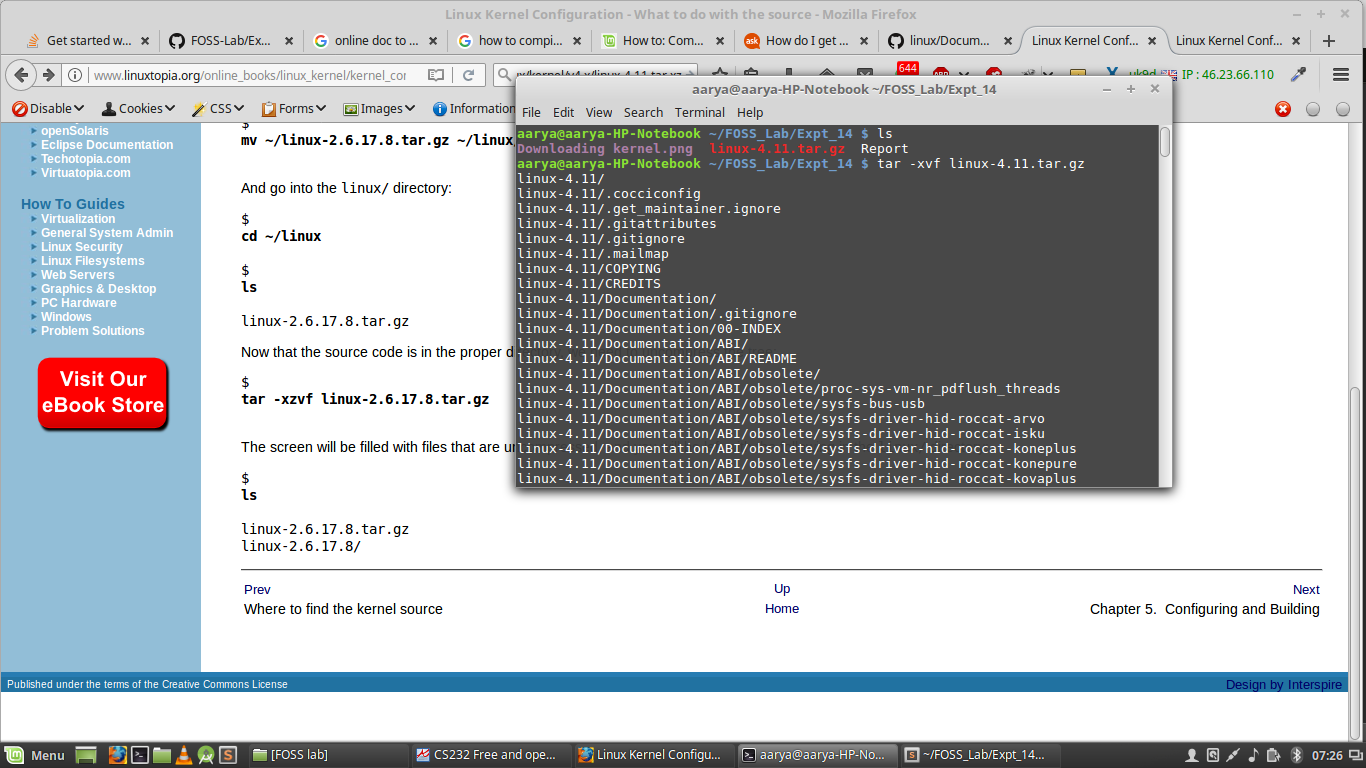 Linux Kernel Configuration - What to do with the source - Mozilla Firefox
Get started w...
FOSS-Lab/Ex...
online doc to ...
how to compi...
How to: Com...
How do I get ...
linux/Docum...
Linux Kernel Conf...
Linux Kernel Conf...
www.linuxtopia.org/online_books/linux_kernel/kernel_cor
644
IP : 46.23.66.110
Disable
Cookies
CSS
Forms
Images
Information
openSolaris
Eclipse Documentation
Techotopia.com
Virtuatopia.com
How To Guides
Virtualization
General System Admin
Linux Security
Linux Filesystems
Web Servers
Graphics & Desktop
PC Hardware
Windows
Problem Solutions
Visit Our
eBook Store
$
mv ~/linux-2.6.17.8.tar.gz ~/linux/
And go into the linux/ directory:
$
cd ~/linux
$
ls
linux-2.6.17.8.tar.gz
Now that the source code is in the proper d
$
tar -xzvf linux-2.6.17.8.tar.gz
The screen will be filled with files that are un
$
ls
linux-2.6.17.8.tar.gz
linux-2.6.17.8/
Prev
Up
Next
Where to find the kernel source
Home
Chapter 5. Configuring and Building
Published under the terms of the Creative Commons License
Design by Interspire
aarya@aarya-HP-Notebook ~/FOSS_Lab/Expt_14
File Edit View Search Terminal Help
aarya@aarya-HP-Notebook ~/FOSS_Lab/Expt_14 $ ls
Downloading kernel.png linux-4.11.tar.gz Report
aarya@aarya-HP-Notebook ~/FOSS_Lab/Expt_14 $ tar -xvf linux-4.11.tar.gz
linux-4.11/
linux-4.11/.cocciconfig
linux-4.11/.get_maintainer.ignore
linux-4.11/.gitattributes
linux-4.11/.gitignore
linux-4.11/.mailmap
linux-4.11/COPYING
linux-4.11/CREDITS
linux-4.11/Documentation/
linux-4.11/Documentation/.gitignore
linux-4.11/Documentation/00-INDEX
linux-4.11/Documentation/ABI/
linux-4.11/Documentation/ABI/README
linux-4.11/Documentation/ABI/obsolete/
linux-4.11/Documentation/ABI/obsolete/proc-sys-vm-nr_pdflush_threads
linux-4.11/Documentation/ABI/obsolete/sysfs-bus-usb
linux-4.11/Documentation/ABI/obsolete/sysfs-driver-hid-roccat-arvo
linux-4.11/Documentation/ABI/obsolete/sysfs-driver-hid-roccat-isku
linux-4.11/Documentation/ABI/obsolete/sysfs-driver-hid-roccat-koneplus
linux-4.11/Documentation/ABI/obsolete/sysfs-driver-hid-roccat-konepure
linux-4.11/Documentation/ABI/obsolete/sysfs-driver-hid-roccat-kovaplus
Menu
[FOSS lab]
CS232 Free and ope...
Linux Kernel Configu...
aarya@aarya-HP-No...
~/FOSS_Lab/Expt_14...
07:26